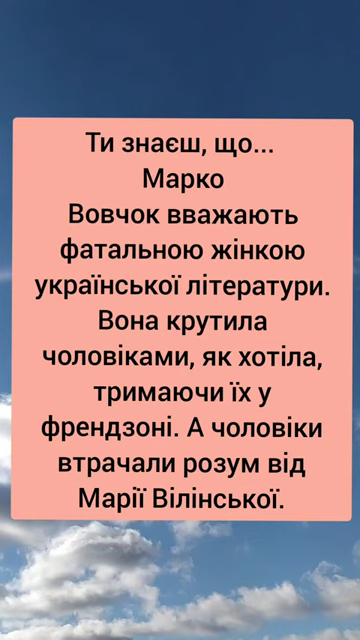 Ти знаєш, що...
Марко
Вовчок вважають
фатальною жінкою
української літератури.
Вона крутила
чоловіками, як хотіла,
тримаючи їх у
френдзоні. А чоловіки
втрачали розум від
Марії Вілінської.